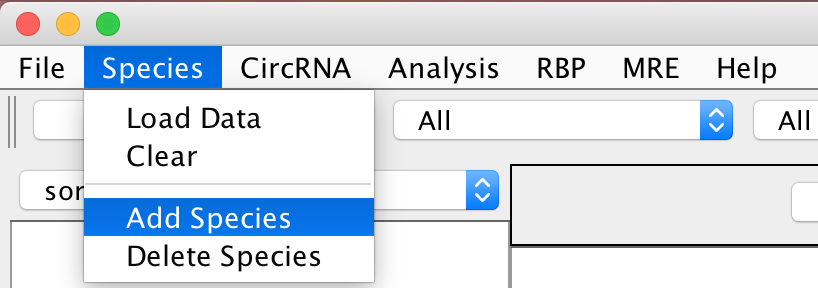 File Species CircRNA Analysis RBP MRE Help
Load Data
All
All
Clear
sor
Add Species
Delete Species